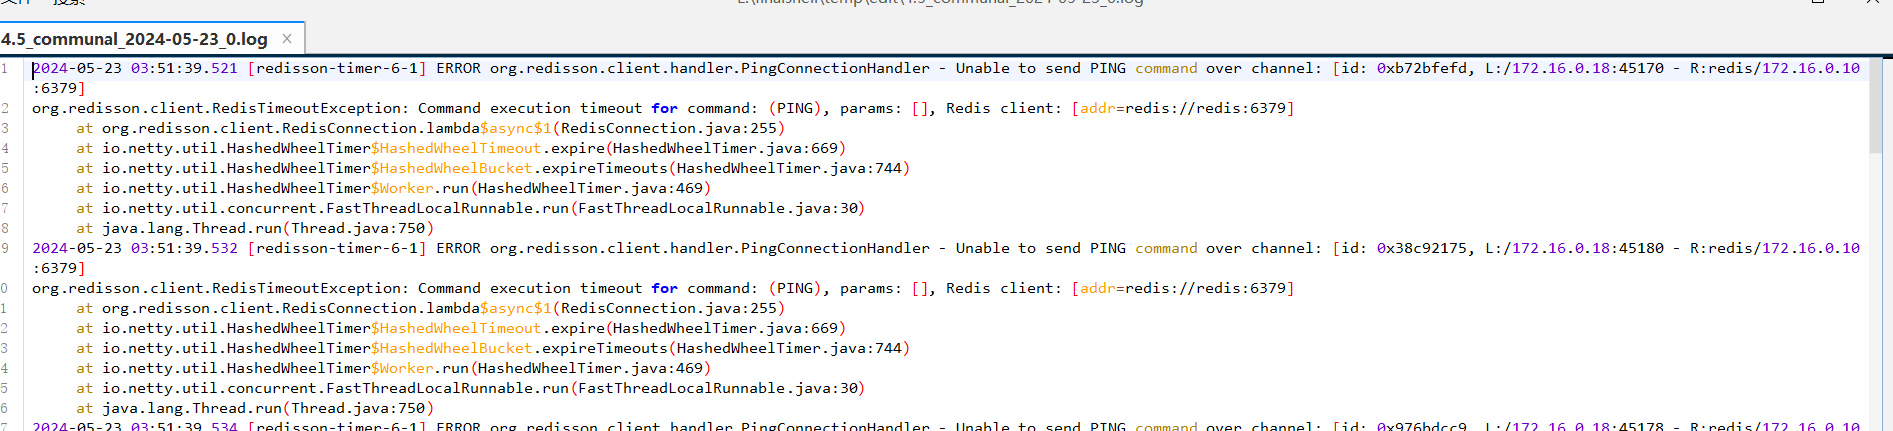 4.5_communal_2024-05-23_0.log ×
1 2024-05-23 03:51:39.521 [redisson-timer-6-1] ERROR org.redisson.client.handler.PingConnectionHandler - Unable to send PING command over channel: [id: 0xb72bfefd, L:/172.16.0.18:45170 - R:redis/172.16.0.10
:6379]
2 org.redisson.client.RedisTimeoutException: Command execution timeout for command: (PING), params: [], Redis client: [addr=redis://redis:6379]
3 at org.redisson.client.RedisConnection.lambda$async$1(RedisConnection.java:255)
4 at io.netty.util.HashedWheelTimer$HashedWheelTimeout.expire(HashedWheelTimer.java:669)
5 at io.netty.util.HashedWheelTimer$HashedWheelBucket.expireTimeouts(HashedWheelTimer.java:744)
6 at io.netty.util.HashedWheelTimer$Worker.run(HashedWheelTimer.java:469)
7 at io.netty.util.concurrent.FastThreadLocalRunnable.run(FastThreadLocalRunnable.java:30)
8 at java.lang.Thread.run(Thread.java:750)
9 2024-05-23 03:51:39.532 [redisson-timer-6-1] ERROR org.redisson.client.handler.PingConnectionHandler - Unable to send PING command over channel: [id: 0x38c92175, L:/172.16.0.18:45180 - R:redis/172.16.0.10
:6379]
0 org.redisson.client.RedisTimeoutException: Command execution timeout for command: (PING), params: [], Redis client: [addr=redis://redis:6379]
1 at org.redisson.client.RedisConnection.lambda$async$1(RedisConnection.java:255)
2 at io.netty.util.HashedWheelTimer$HashedWheelTimeout.expire(HashedWheelTimer.java:669)
3 at io.netty.util.HashedWheelTimer$HashedWheelBucket.expireTimeouts(HashedWheelTimer.java:744)
4 at io.netty.util.HashedWheelTimer$Worker.run(HashedWheelTimer.java:469)
5 at io.netty.util.concurrent.FastThreadLocalRunnable.run(FastThreadLocalRunnable.java:30)
6 at java.lang.Thread.run(Thread.java:750)
7 2024-05-23 03:51:39.534 [redisson-timer-6-1] ERROR org.redisson.client.handler.PingConnectionHandler - Unable to send PING command over channel: [id: 0x976bdcc9, L:/172.16.0.18:45178 - R:redis/172.16.0.10